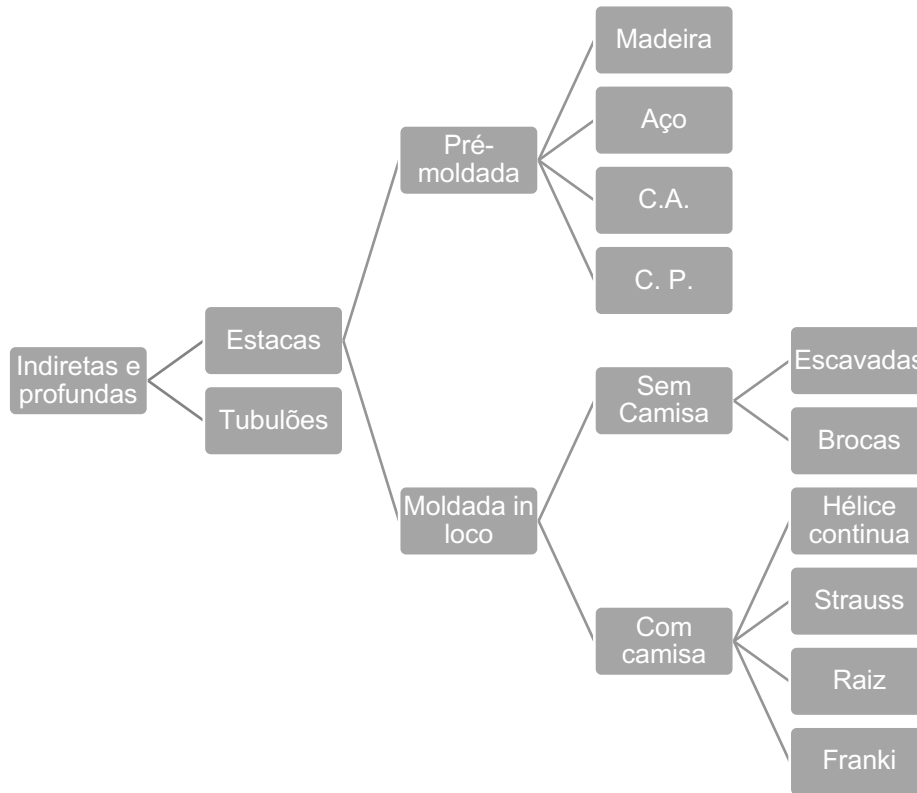 Indiretas e
profundas
Estacas
Tubulões
Pré-
moldada
Moldada in
loco
Madeira
Aço
C.A.
C. P.
Sem
Camisa
Com
camisa
Escavadas
Brocas
Hélice
continua
Strauss
Raiz
Franki